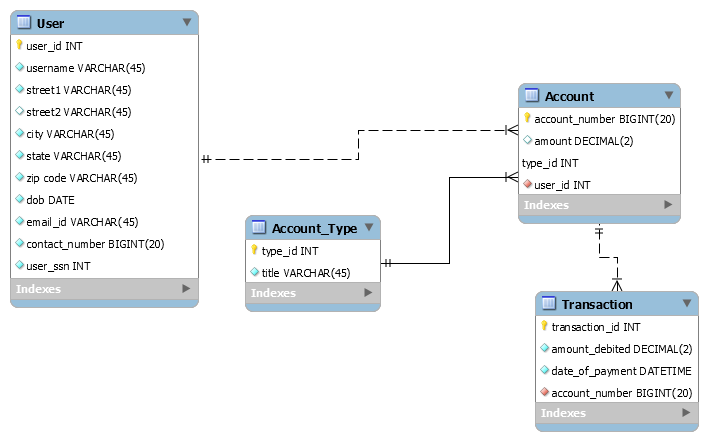 User
user_id INT
username VARCHAR(45)
street1 VARCHAR(45)
street2 VARCHAR(45)
city VARCHAR(45)
state VARCHAR(45)
zip code VARCHAR(45)
dob DATE
email_id VARCHAR(45)
contact_number BIGINT(20)
user_ssn INT
Indexes
Account_Type
type_id INT
title VARCHAR(45)
Indexes
Account
account_number BIGINT(20)
amount DECIMAL(2)
type_id INT
user_id INT
Indexes
Transaction
transaction_id INT
amount_debited DECIMAL(2)
date_of_payment DATETIME
account_number BIGINT(20)
Indexes